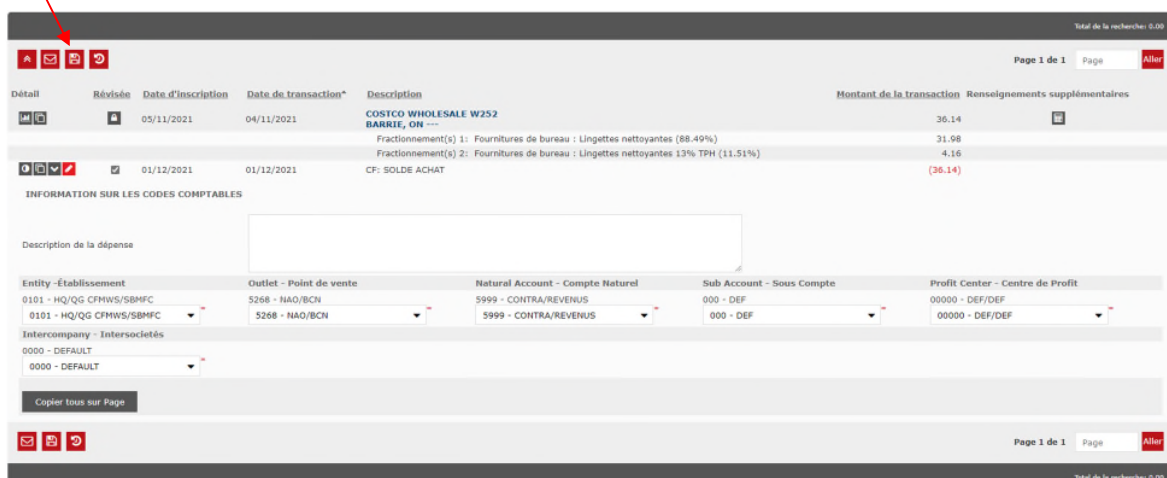 Total de la recherche: 0.00
Page 1 de 1 Page Aller
Détail Révisée Date d'inscription Date de transaction* Description Montant de la transaction Renseignements supplémentaires
05/11/2021 04/11/2021 COSTCO WHOLESALE W252 36.14
BARRIE, ON ---
Fractionnement(s) 1: Fournitures de bureau : Lingettes nettoyantes (88.49%) 31.98
Fractionnement(s) 2: Fournitures de bureau : Lingettes nettoyantes 13% TPH (11.51%) 4.16
01/12/2021 01/12/2021 CF: SOLDE ACHAT (36.14)
INFORMATION SUR LES CODES COMPTABLES
Description de la dépense
Entity -Établissement Outlet - Point de vente Natural Account - Compte Naturel Sub Account - Sous Compte Profit Center - Centre de Profit
0101 - HQ/QG CFMWS/SBMFC 5268 - NAO/BCN 5999 - CONTRA/REVENUS 000 - DEF 00000 - DEF/DEF
0101 - HQ/QG CFMWS/SBMFC * 5268 - NAO/BCN * 5999 - CONTRA/REVENUS * 000 - DEF * 00000 - DEF/DEF *
Intercompany - Intersocietés
0000 - DEFAULT
0000 - DEFAULT *
Copier tous sur Page
Page 1 de 1 Page Aller
Total de la recherche: 0.00